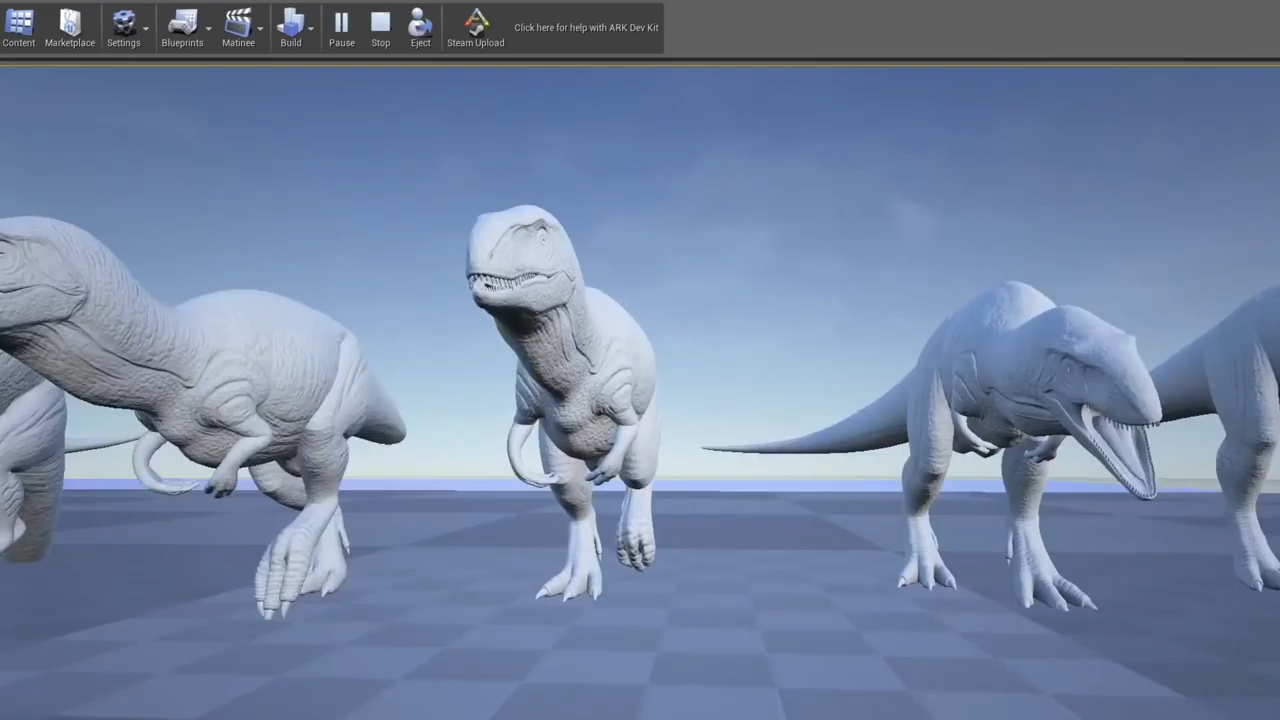 Content
Marketplace
Settings
Blueprints
Matinee
Build
Pause
Stop
Eject
Steam Upload
Click here for help with ARK Dev Kit